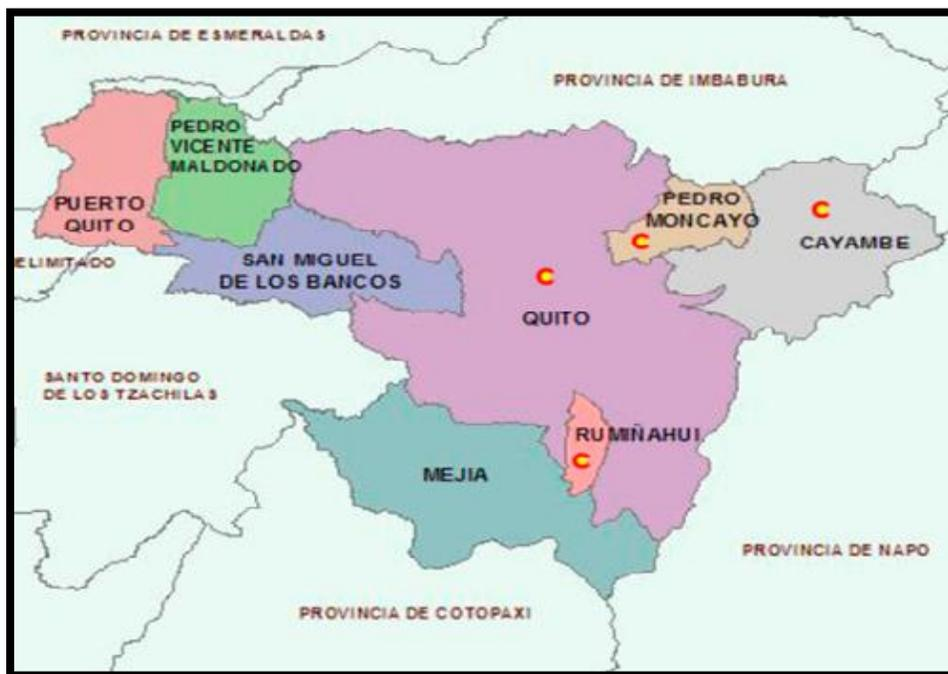 PROVINCIA DE ESMERALDAS
PROVINCIA DE IMBABURA
PEDRO
VICENTE
MALDONADO
PUERTO
QUITO
PEDRO
MONCAYO
C
CAYAMBE
C
ELIMITADO
SAN MIGUEL
DE LOS BANCOS
C
QUITO
SANTO DOMINGO
DE LOS TZACHILAS
RUMIÑAHUI
C
MEJIA
PROVINCIA DE NAPO
PROVINCIA DE COTOPAXI